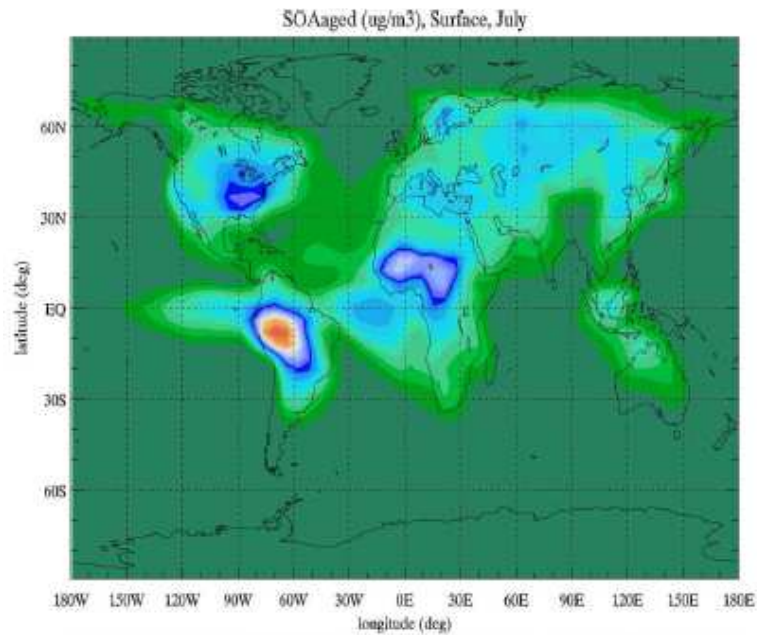 SOAaged (ug/m3), Surface, July
60N
30N
EQ
30S
60S
latitude (deg)
180W 150W 120W 90W 60W 30W 0E 30E 60E 90E 120E 150E 180E
longitude (deg)